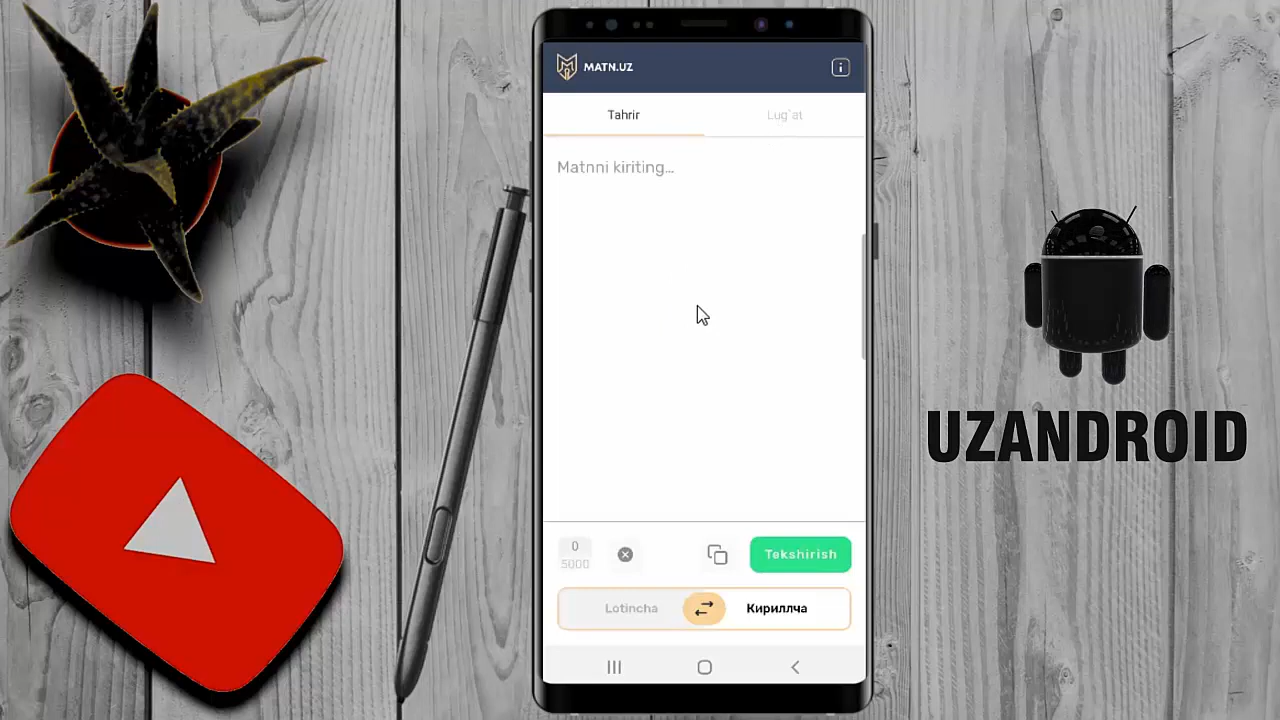 MATN.UZ
Tahrir
Lug`at
Matnni kiriting...
0
5000
Tekshirish
Lotincha
Кириллча
UZANDROID